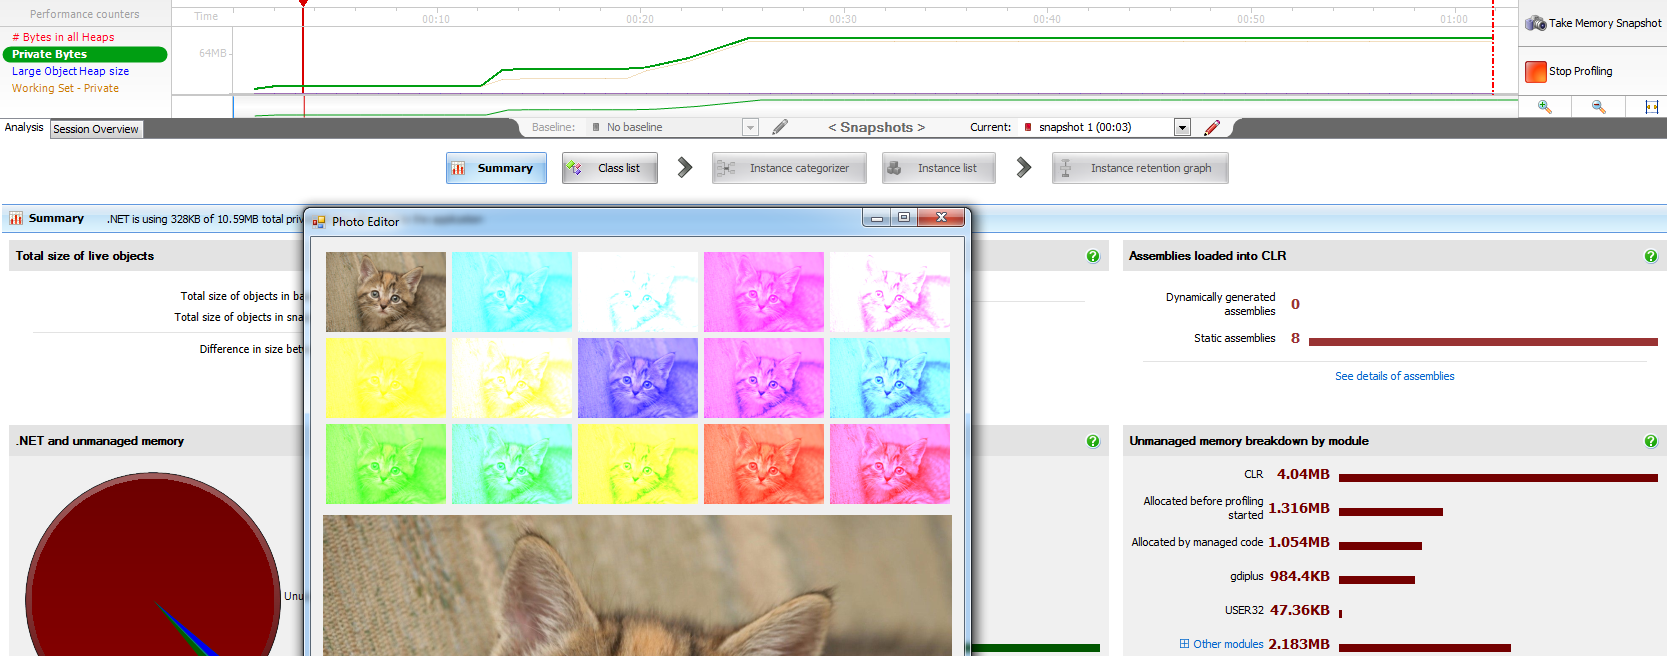 Performance counters
# Bytes in all Heaps
Private Bytes
Large Object Heap size
Working Set - Private
Time
00:10
00:20
00:30
00:40
00:50
01:00
64MB
Take Memory Snapshot
Stop Profiling
Analysis
Session Overview
Baseline:
No baseline
< Snapshots >
Current:
snapshot 1 (00:03)
Summary
Class list
Instance categorizer
Instance list
Instance retention graph
Summary
.NET is using 328KB of 10.59MB total priv
application
Photo Editor
Total size of live objects
Total size of objects in ba
Total size of objects in sna
Difference in size betw
Assemblies loaded into CLR
Dynamically generated
assemblies
0
Static assemblies
8
See details of assemblies
.NET and unmanaged memory
Unu
Unmanaged memory breakdown by module
CLR 4.04MB
Allocated before profiling
started
1.316MB
Allocated by managed code 1.054MB
gdiplus 984.4KB
USER32 47.36KB
Other modules 2.183MB